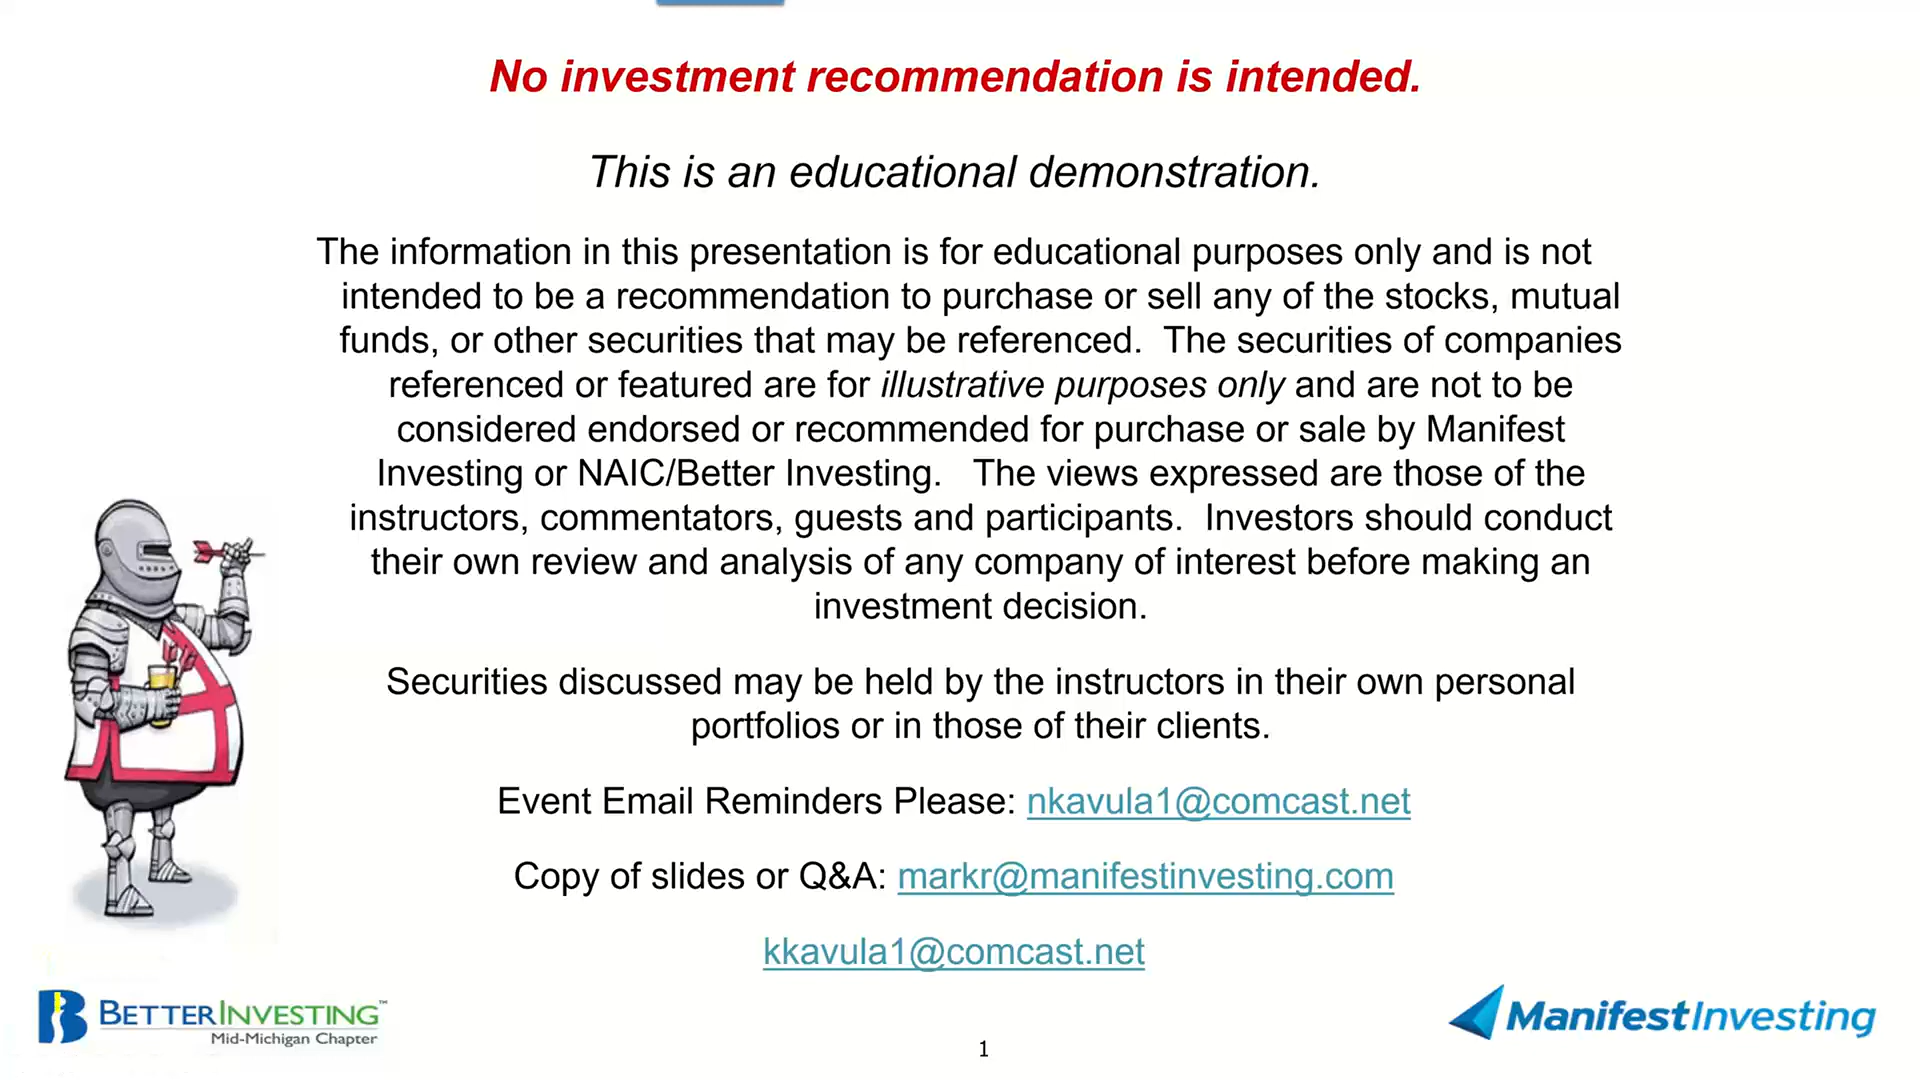 No investment recommendation is intended.
This is an educational demonstration.
The information in this presentation is for educational purposes only and is not
intended to be a recommendation to purchase or sell any of the stocks, mutual
funds, or other securities that may be referenced.  The securities of companies
referenced or featured are for illustrative purposes only and are not to be
considered endorsed or recommended for purchase or sale by Manifest
Investing or NAIC/Better Investing.   The views expressed are those of the
instructors, commentators, guests and participants.  Investors should conduct
their own review and analysis of any company of interest before making an
investment decision.
Securities discussed may be held by the instructors in their own personal
portfolios or in those of their clients.
Event Email Reminders Please: nkavula1@comcast.net
Copy of slides or Q&A: markr@manifestinvesting.com
kkavula1@comcast.net
BETTERINVESTING™
Mid-Michigan Chapter
ManifestInvesting
1